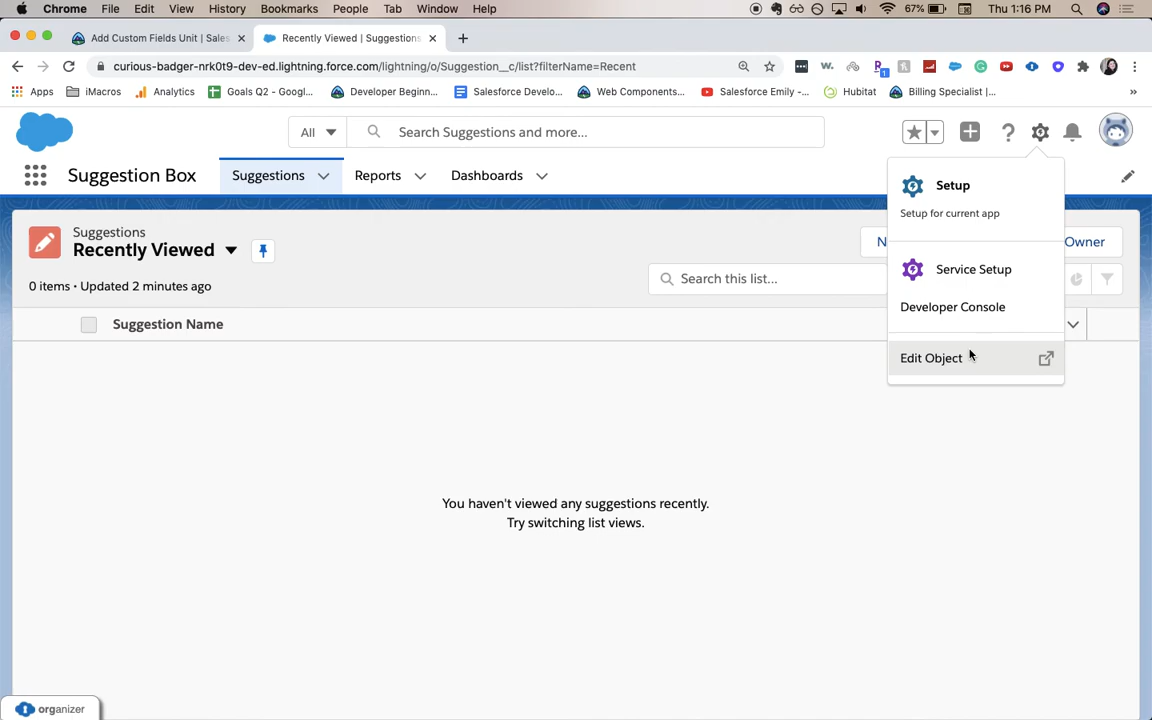 Chrome File Edit View History Bookmarks People Tab Window Help 67% Thu 1:16 PM
Add Custom Fields Unit | Sales
Recently Viewed | Suggestions
curious-badger-nrk0t9-dev-ed.lightning.force.com/lightning/o/Suggestion__c/list?filterName=Recent
Apps iMacros Analytics Goals Q2 - Googl... Developer Beginn... Salesforce Develo... Web Components... Salesforce Emily -... Hubitat Billing Specialist |... »
All Search Suggestions and more...
Suggestion Box Suggestions Reports Dashboards
Setup
Setup for current app
Service Setup
Developer Console
Edit Object
Suggestions
Recently Viewed
N Owner
0 items • Updated 2 minutes ago
Search this list...
Suggestion Name
You haven't viewed any suggestions recently.
Try switching list views.
organizer